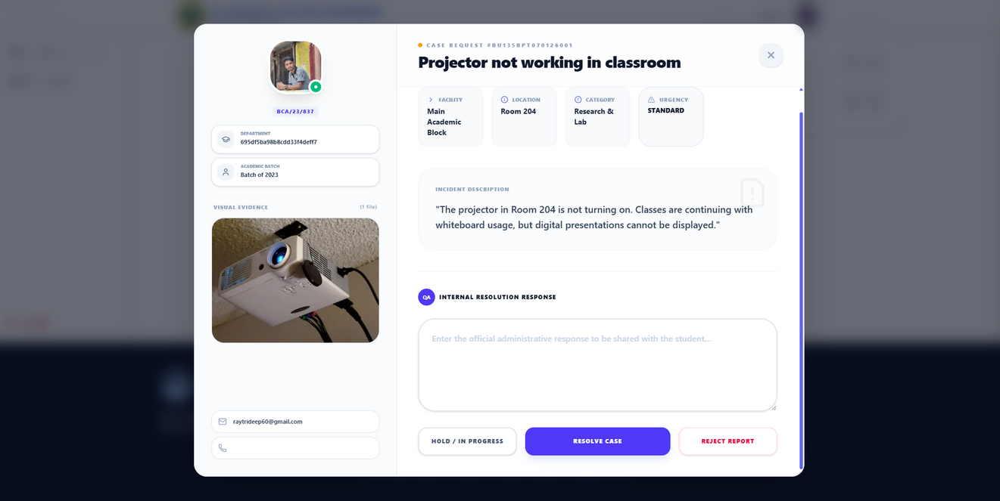 BCA/23/837
DEPARTMENT
695df5ba98b8cdd33f4deff7
ACADEMIC BATCH
Batch of 2023
VISUAL EVIDENCE
(1 file)
raytrideep60@gmail.com
CASE REQUEST #BU135RPT070126001
Projector not working in classroom
FACILITY
Main
Academic
Block
LOCATION
Room 204
CATEGORY
Research &
Lab
URGENCY
STANDARD
INCIDENT DESCRIPTION
"The projector in Room 204 is not turning on. Classes are continuing with
whiteboard usage, but digital presentations cannot be displayed."
QA
INTERNAL RESOLUTION RESPONSE
Enter the official administrative response to be shared with the student...
HOLD / IN PROGRESS
RESOLVE CASE
REJECT REPORT